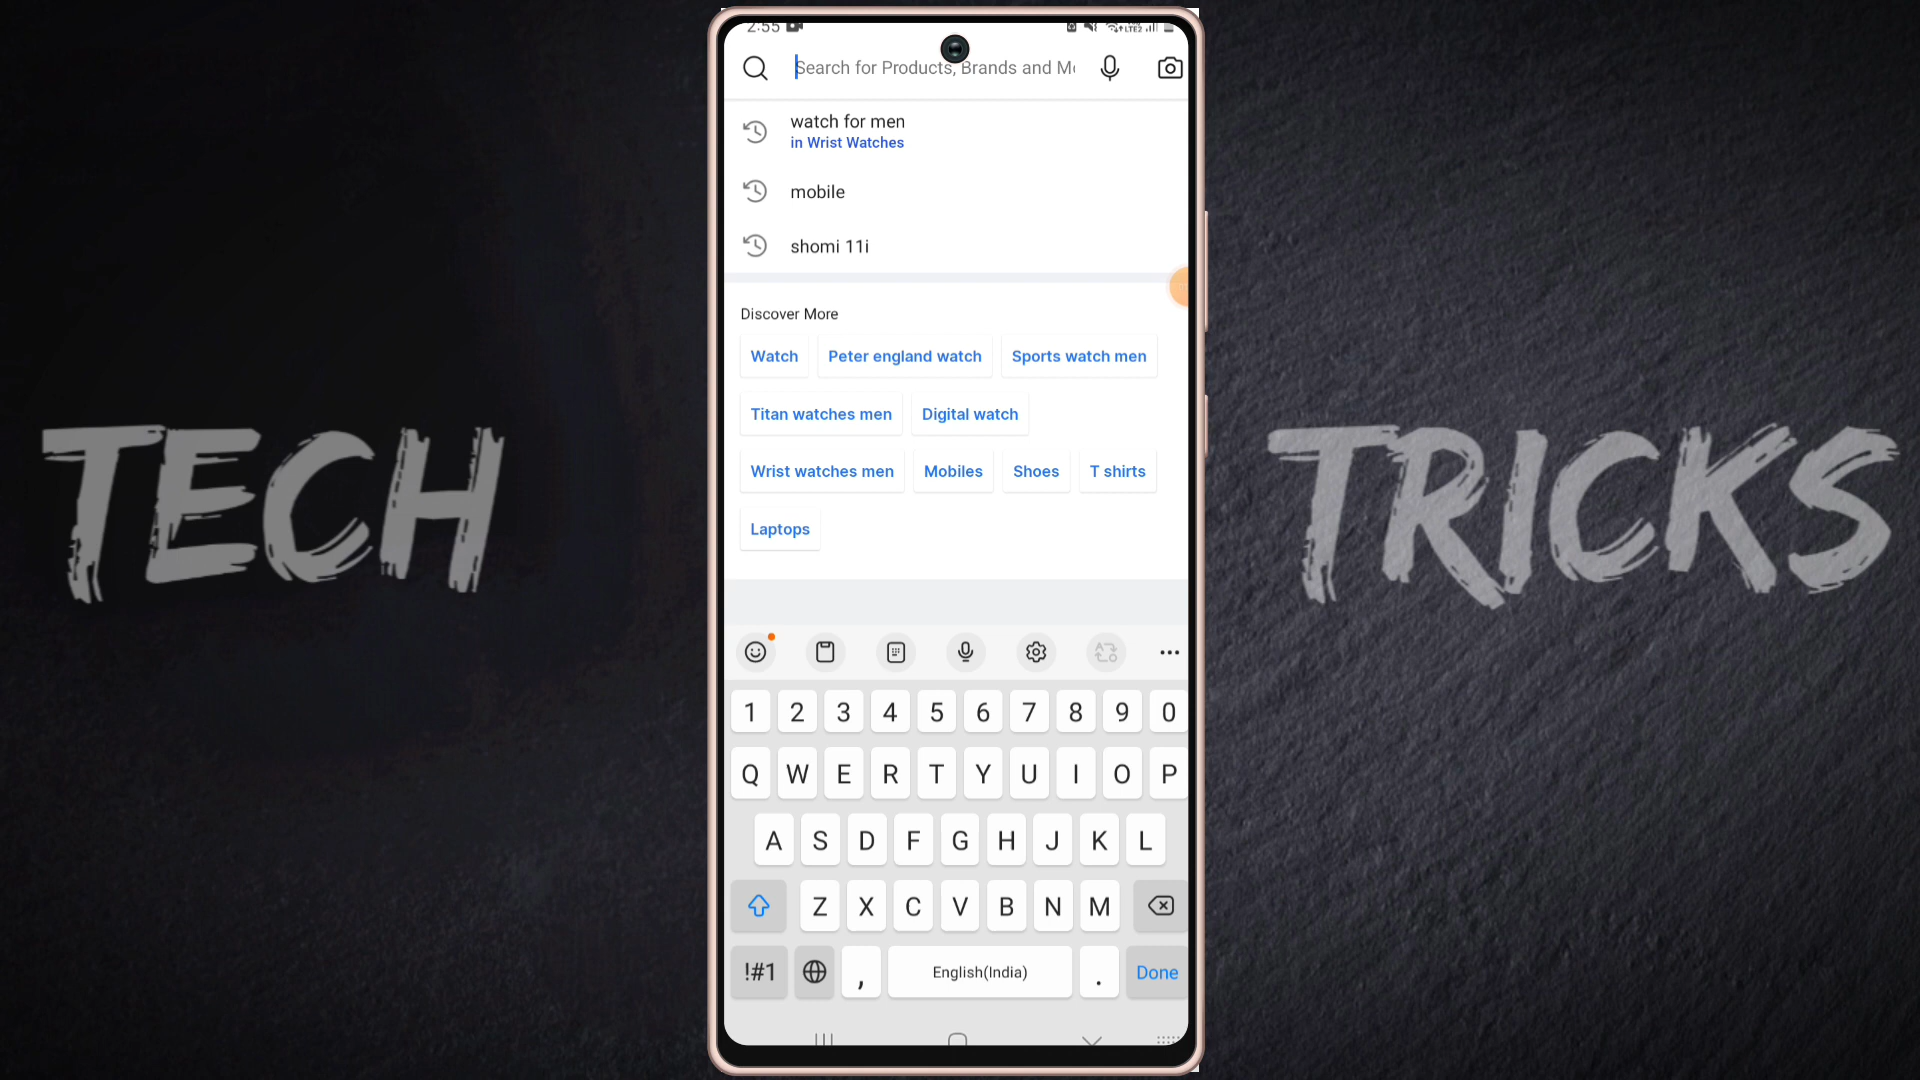 2:55
Search for Products, Brands and Mo
watch for men
in Wrist Watches
mobile
shomi 11i
Discover More
Watch Peter england watch Sports watch men
Titan watches men Digital watch
Wrist watches men Mobiles Shoes T shirts
Laptops
TECH TRICKS
1 2 3 4 5 6 7 8 9 0
Q W E R T Y U I O P
A S D F G H J K L
Z X C V B N M
!#1 , English(India) . Done